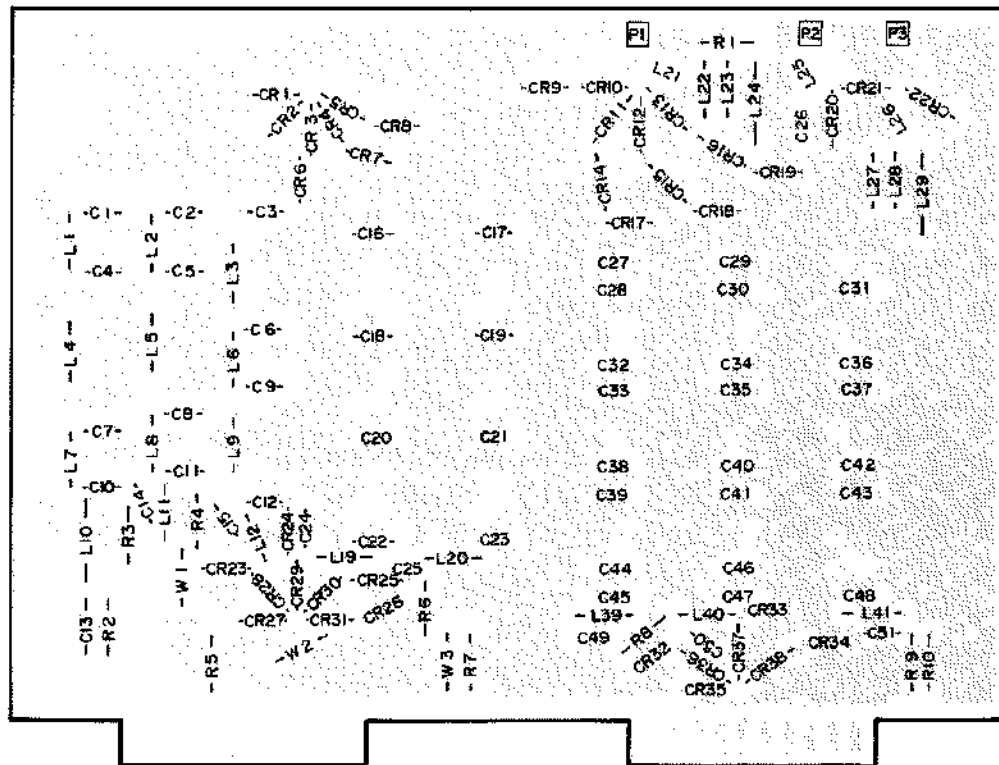 P1 P2 P3
-R1-
L21 -L22- -L23- -L24- L25
-CR1- -CR9- -CR10- -CR21- -CR22-
-CR2- CR3- CR4- CR5- -CR8-
-CR11- CR12- CR13- C26 CR20- L26
CR6- CR7- CR14- CR15- CR16- -CR19-
-L27- -L28- -L29-
-C1- -C2- -C3- -CR17- -CR18-
-L1- -L2- -C16- -C17-
-L3- C27 C29
-C4- -C5-
C28 C30 C31
-C6- -C18- -C19-
-L4- -L5- -L6-
C32 C34 C36
-C9- C33 C35 C37
-C8-
-C7- C20 C21
-L7- -L8- -L9-
C38 C40 C42
-C11-
-C10- C39 C41 C43
C14 -C12-
-L10- -R3- -L11- -R4- C15 -L12- CR24- C24-
-C22- C23
-L19- -L20-
-W1- -CR23- CR28- CR29- CR30- -CR25- C25 C44 C46
C45 C47 C48
-C13- -R2- -CR27- -CR31- CR26 -R6- -L39- -L40- CR33 -L41-
C49 C51
-R5- -W2- -W3- -R7- -R8- CR32 C50 CR36 CR37- CR34
CR38- -R9- -R10-
CR35